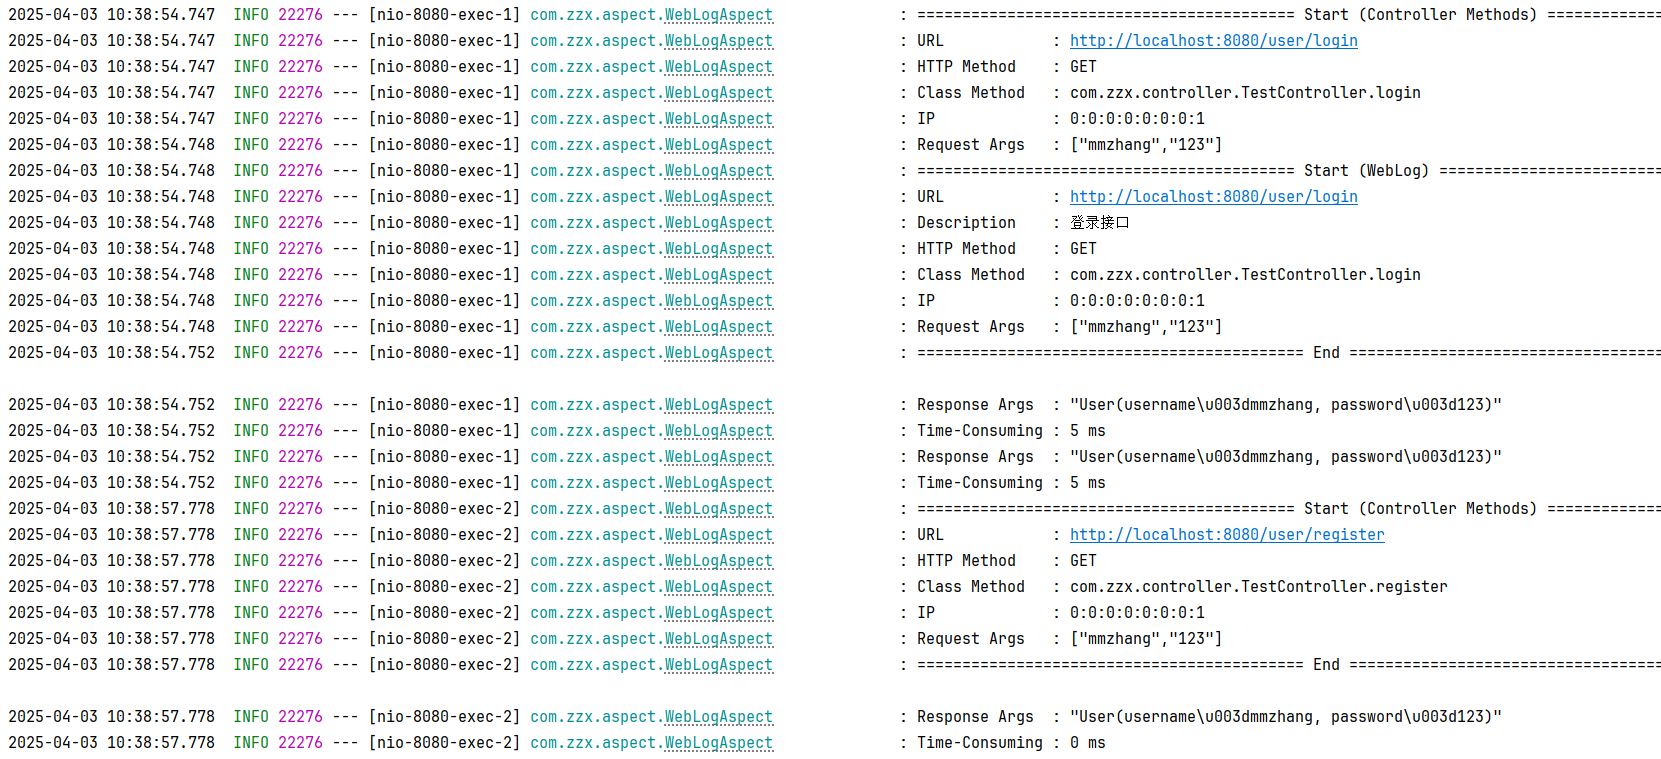 2025-04-03 10:38:54.747  INFO 22276 --- [nio-8080-exec-1] com.zzx.aspect.WebLogAspect              : ========================================== Start (Controller Methods) =============
2025-04-03 10:38:54.747  INFO 22276 --- [nio-8080-exec-1] com.zzx.aspect.WebLogAspect              : URL            : http://localhost:8080/user/login
2025-04-03 10:38:54.747  INFO 22276 --- [nio-8080-exec-1] com.zzx.aspect.WebLogAspect              : HTTP Method    : GET
2025-04-03 10:38:54.747  INFO 22276 --- [nio-8080-exec-1] com.zzx.aspect.WebLogAspect              : Class Method   : com.zzx.controller.TestController.login
2025-04-03 10:38:54.747  INFO 22276 --- [nio-8080-exec-1] com.zzx.aspect.WebLogAspect              : IP             : 0:0:0:0:0:0:0:1
2025-04-03 10:38:54.748  INFO 22276 --- [nio-8080-exec-1] com.zzx.aspect.WebLogAspect              : Request Args   : ["mmzhang","123"]
2025-04-03 10:38:54.748  INFO 22276 --- [nio-8080-exec-1] com.zzx.aspect.WebLogAspect              : ========================================== Start (WebLog) =========================
2025-04-03 10:38:54.748  INFO 22276 --- [nio-8080-exec-1] com.zzx.aspect.WebLogAspect              : URL            : http://localhost:8080/user/login
2025-04-03 10:38:54.748  INFO 22276 --- [nio-8080-exec-1] com.zzx.aspect.WebLogAspect              : Description    : 登录接口
2025-04-03 10:38:54.748  INFO 22276 --- [nio-8080-exec-1] com.zzx.aspect.WebLogAspect              : HTTP Method    : GET
2025-04-03 10:38:54.748  INFO 22276 --- [nio-8080-exec-1] com.zzx.aspect.WebLogAspect              : Class Method   : com.zzx.controller.TestController.login
2025-04-03 10:38:54.748  INFO 22276 --- [nio-8080-exec-1] com.zzx.aspect.WebLogAspect              : IP             : 0:0:0:0:0:0:0:1
2025-04-03 10:38:54.748  INFO 22276 --- [nio-8080-exec-1] com.zzx.aspect.WebLogAspect              : Request Args   : ["mmzhang","123"]
2025-04-03 10:38:54.752  INFO 22276 --- [nio-8080-exec-1] com.zzx.aspect.WebLogAspect              : =========================================== End ===================================
2025-04-03 10:38:54.752  INFO 22276 --- [nio-8080-exec-1] com.zzx.aspect.WebLogAspect              : Response Args  : "User(username\u003dmmzhang, password\u003d123)"
2025-04-03 10:38:54.752  INFO 22276 --- [nio-8080-exec-1] com.zzx.aspect.WebLogAspect              : Time-Consuming : 5 ms
2025-04-03 10:38:54.752  INFO 22276 --- [nio-8080-exec-1] com.zzx.aspect.WebLogAspect              : Response Args  : "User(username\u003dmmzhang, password\u003d123)"
2025-04-03 10:38:54.752  INFO 22276 --- [nio-8080-exec-1] com.zzx.aspect.WebLogAspect              : Time-Consuming : 5 ms
2025-04-03 10:38:57.778  INFO 22276 --- [nio-8080-exec-2] com.zzx.aspect.WebLogAspect              : ========================================== Start (Controller Methods) =============
2025-04-03 10:38:57.778  INFO 22276 --- [nio-8080-exec-2] com.zzx.aspect.WebLogAspect              : URL            : http://localhost:8080/user/register
2025-04-03 10:38:57.778  INFO 22276 --- [nio-8080-exec-2] com.zzx.aspect.WebLogAspect              : HTTP Method    : GET
2025-04-03 10:38:57.778  INFO 22276 --- [nio-8080-exec-2] com.zzx.aspect.WebLogAspect              : Class Method   : com.zzx.controller.TestController.register
2025-04-03 10:38:57.778  INFO 22276 --- [nio-8080-exec-2] com.zzx.aspect.WebLogAspect              : IP             : 0:0:0:0:0:0:0:1
2025-04-03 10:38:57.778  INFO 22276 --- [nio-8080-exec-2] com.zzx.aspect.WebLogAspect              : Request Args   : ["mmzhang","123"]
2025-04-03 10:38:57.778  INFO 22276 --- [nio-8080-exec-2] com.zzx.aspect.WebLogAspect              : =========================================== End ===================================
2025-04-03 10:38:57.778  INFO 22276 --- [nio-8080-exec-2] com.zzx.aspect.WebLogAspect              : Response Args  : "User(username\u003dmmzhang, password\u003d123)"
2025-04-03 10:38:57.778  INFO 22276 --- [nio-8080-exec-2] com.zzx.aspect.WebLogAspect              : Time-Consuming : 0 ms